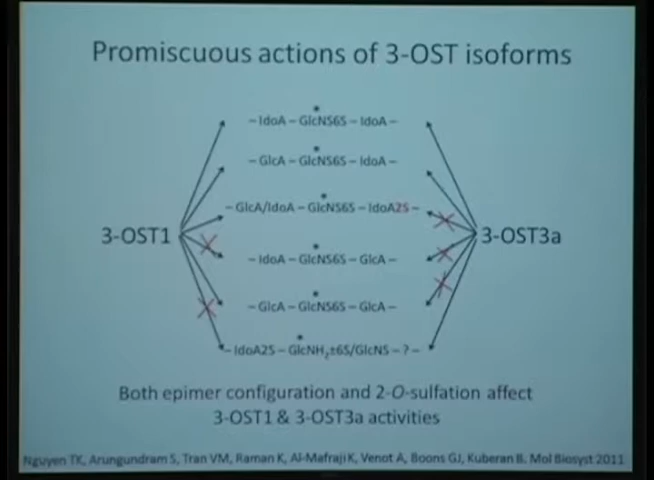 Promiscuous actions of 3-OST isoforms
*
– IdoA – GlcNS6S – IdoA –
*
– GlcA – GlcNS6S – IdoA –
*
– GlcA/IdoA – GlcNS6S – IdoA2S –
3-OST1
3-OST3a
*
– IdoA – GlcNS6S – GlcA –
*
– GlcA – GlcNS6S – GlcA –
*
– IdoA2S – GlcNH₂±6S/GlcNS – ? –
Both epimer configuration and 2-O-sulfation affect
3-OST1 & 3-OST3a activities
Nguyen TK, Arungundram S, Tran VM, Raman K, Al-Mafraji K, Venot A, Boons GJ, Kuberan B. Mol Biosyst 2011